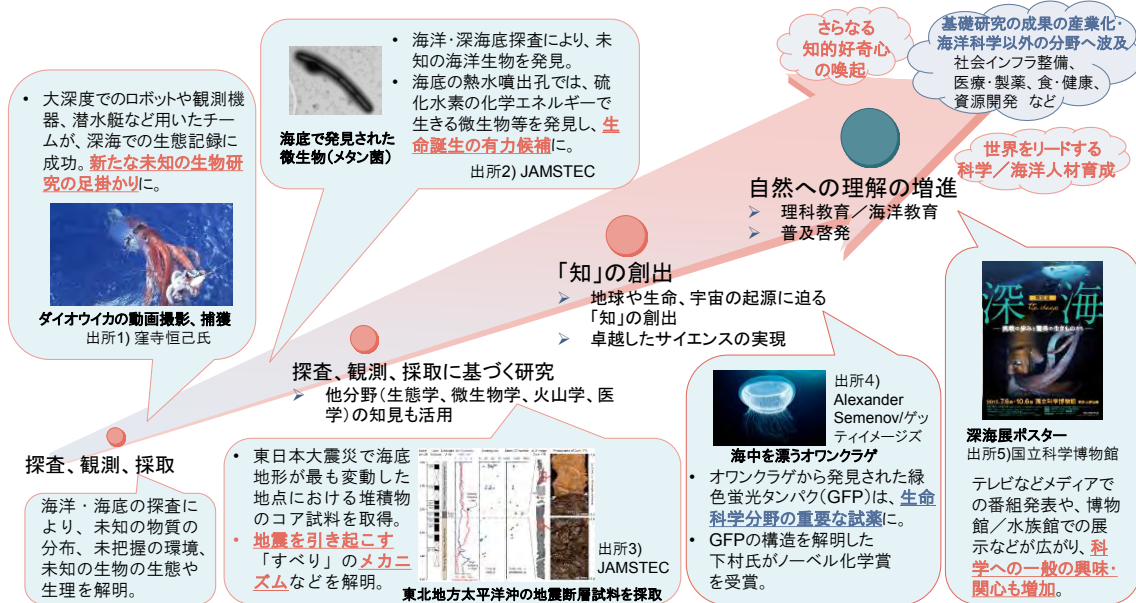 さらなる
知的好奇心
の喚起
基礎研究の成果の産業化・
海洋科学以外の分野へ波及
社会インフラ整備、
医療・製薬、食・健康、
資源開発 など
世界をリードする
科学／海洋人材育成
• 大深度でのロボットや観測機
器、潜水艇など用いたチー
ムが、深海での生態記録に
成功。新たな未知の生物研
究の足掛かりに。
ダイオウイカの動画撮影、捕獲
出所1) 窪寺恒己氏
• 海洋・深海底探査により、未
知の海洋生物を発見。
• 海底の熱水噴出孔では、硫
化水素の化学エネルギーで
生きる微生物等を発見し、生
命誕生の有力候補に。
海底で発見された
微生物（メタン菌）
出所2) JAMSTEC
自然への理解の増進
➢ 理科教育／海洋教育
➢ 普及啓発
「知」の創出
➢ 地球や生命、宇宙の起源に迫る
「知」の創出
➢ 卓越したサイエンスの実現
探査、観測、採取に基づく研究
➢ 他分野（生態学、微生物学、火山学、医
学）の知見も活用
探査、観測、採取
海洋・海底の探査に
より、未知の物質の
分布、未把握の環境、
未知の生物の生態や
生理を解明。
• 東日本大震災で海底
地形が最も変動した
地点における堆積物
のコア試料を取得。
• 地震を引き起こす
「すべり」のメカニ
ズムなどを解明。
出所3)
JAMSTEC
東北地方太平洋沖の地震断層試料を採取
出所4)
Alexander
Semenov/ゲッ
ティイメージズ
海中を漂うオワンクラゲ
• オワンクラゲから発見された緑
色蛍光タンパク（GFP）は、生命
科学分野の重要な試薬に。
• GFPの構造を解明した
下村氏がノーベル化学賞
を受賞。
深海
深海展ポスター
出所5)国立科学博物館
テレビなどメディアで
の番組発表や、博物
館／水族館での展
示などが広がり、科
学への一般の興味・
関心も増加。